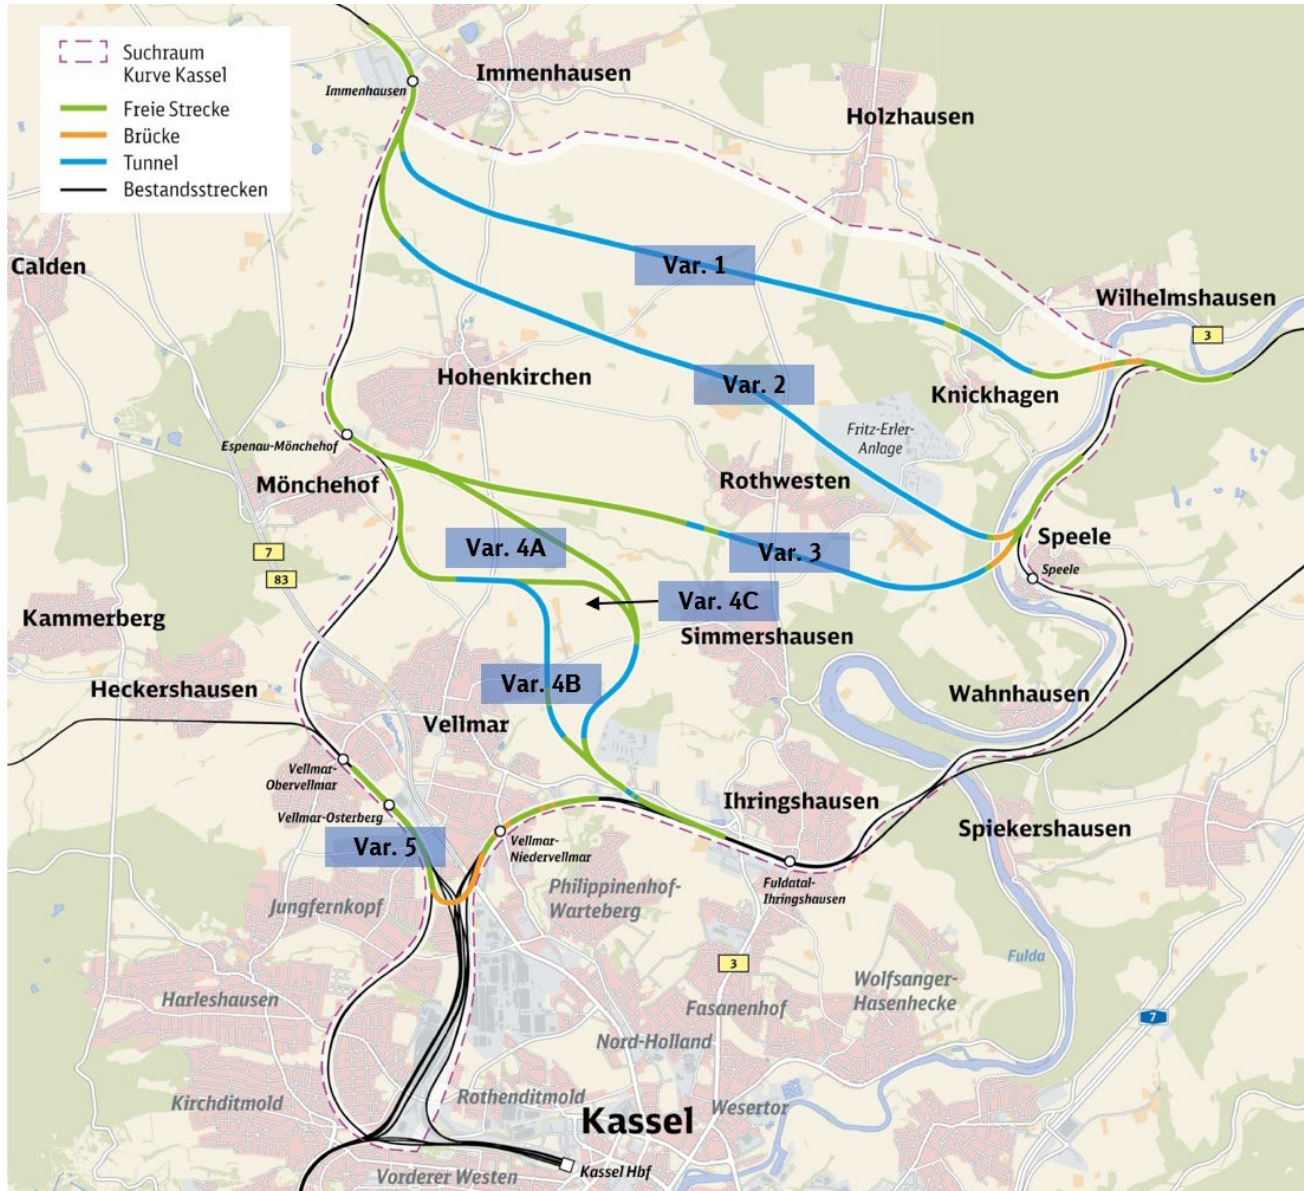 Suchraum
Kurve Kassel
Freie Strecke
Brücke
Tunnel
Bestandsstrecken
Immenhausen
Immenhausen
Holzhausen
Calden
Var. 1
Wilhelmshausen
3
Hohenkirchen
Var. 2
Knickhagen
Fritz-Erler-
Anlage
Espenau-Mönchehof
Mönchehof
Rothwesten
7
83
Var. 4A
Var. 3
Speele
Speele
Var. 4C
Kammerberg
Simmershausen
Heckershausen
Var. 4B
Wahnhausen
Vellmar
Vellmar-
Obervellmar
Vellmar-Osterberg
Ihringshausen
Spiekershausen
Var. 5
Vellmar-
Niedervellmar
Fuldatal-
Ihringshausen
Jungfernkopf
Philippinenhof-
Warteberg
Fulda
3
Harleshausen
Fasanenhof
Wolfsanger-
Hasenhecke
7
Nord-Holland
Kirchditmold
Rothenditmold
Kassel
Wesertor
Vorderer Westen
Kassel Hbf